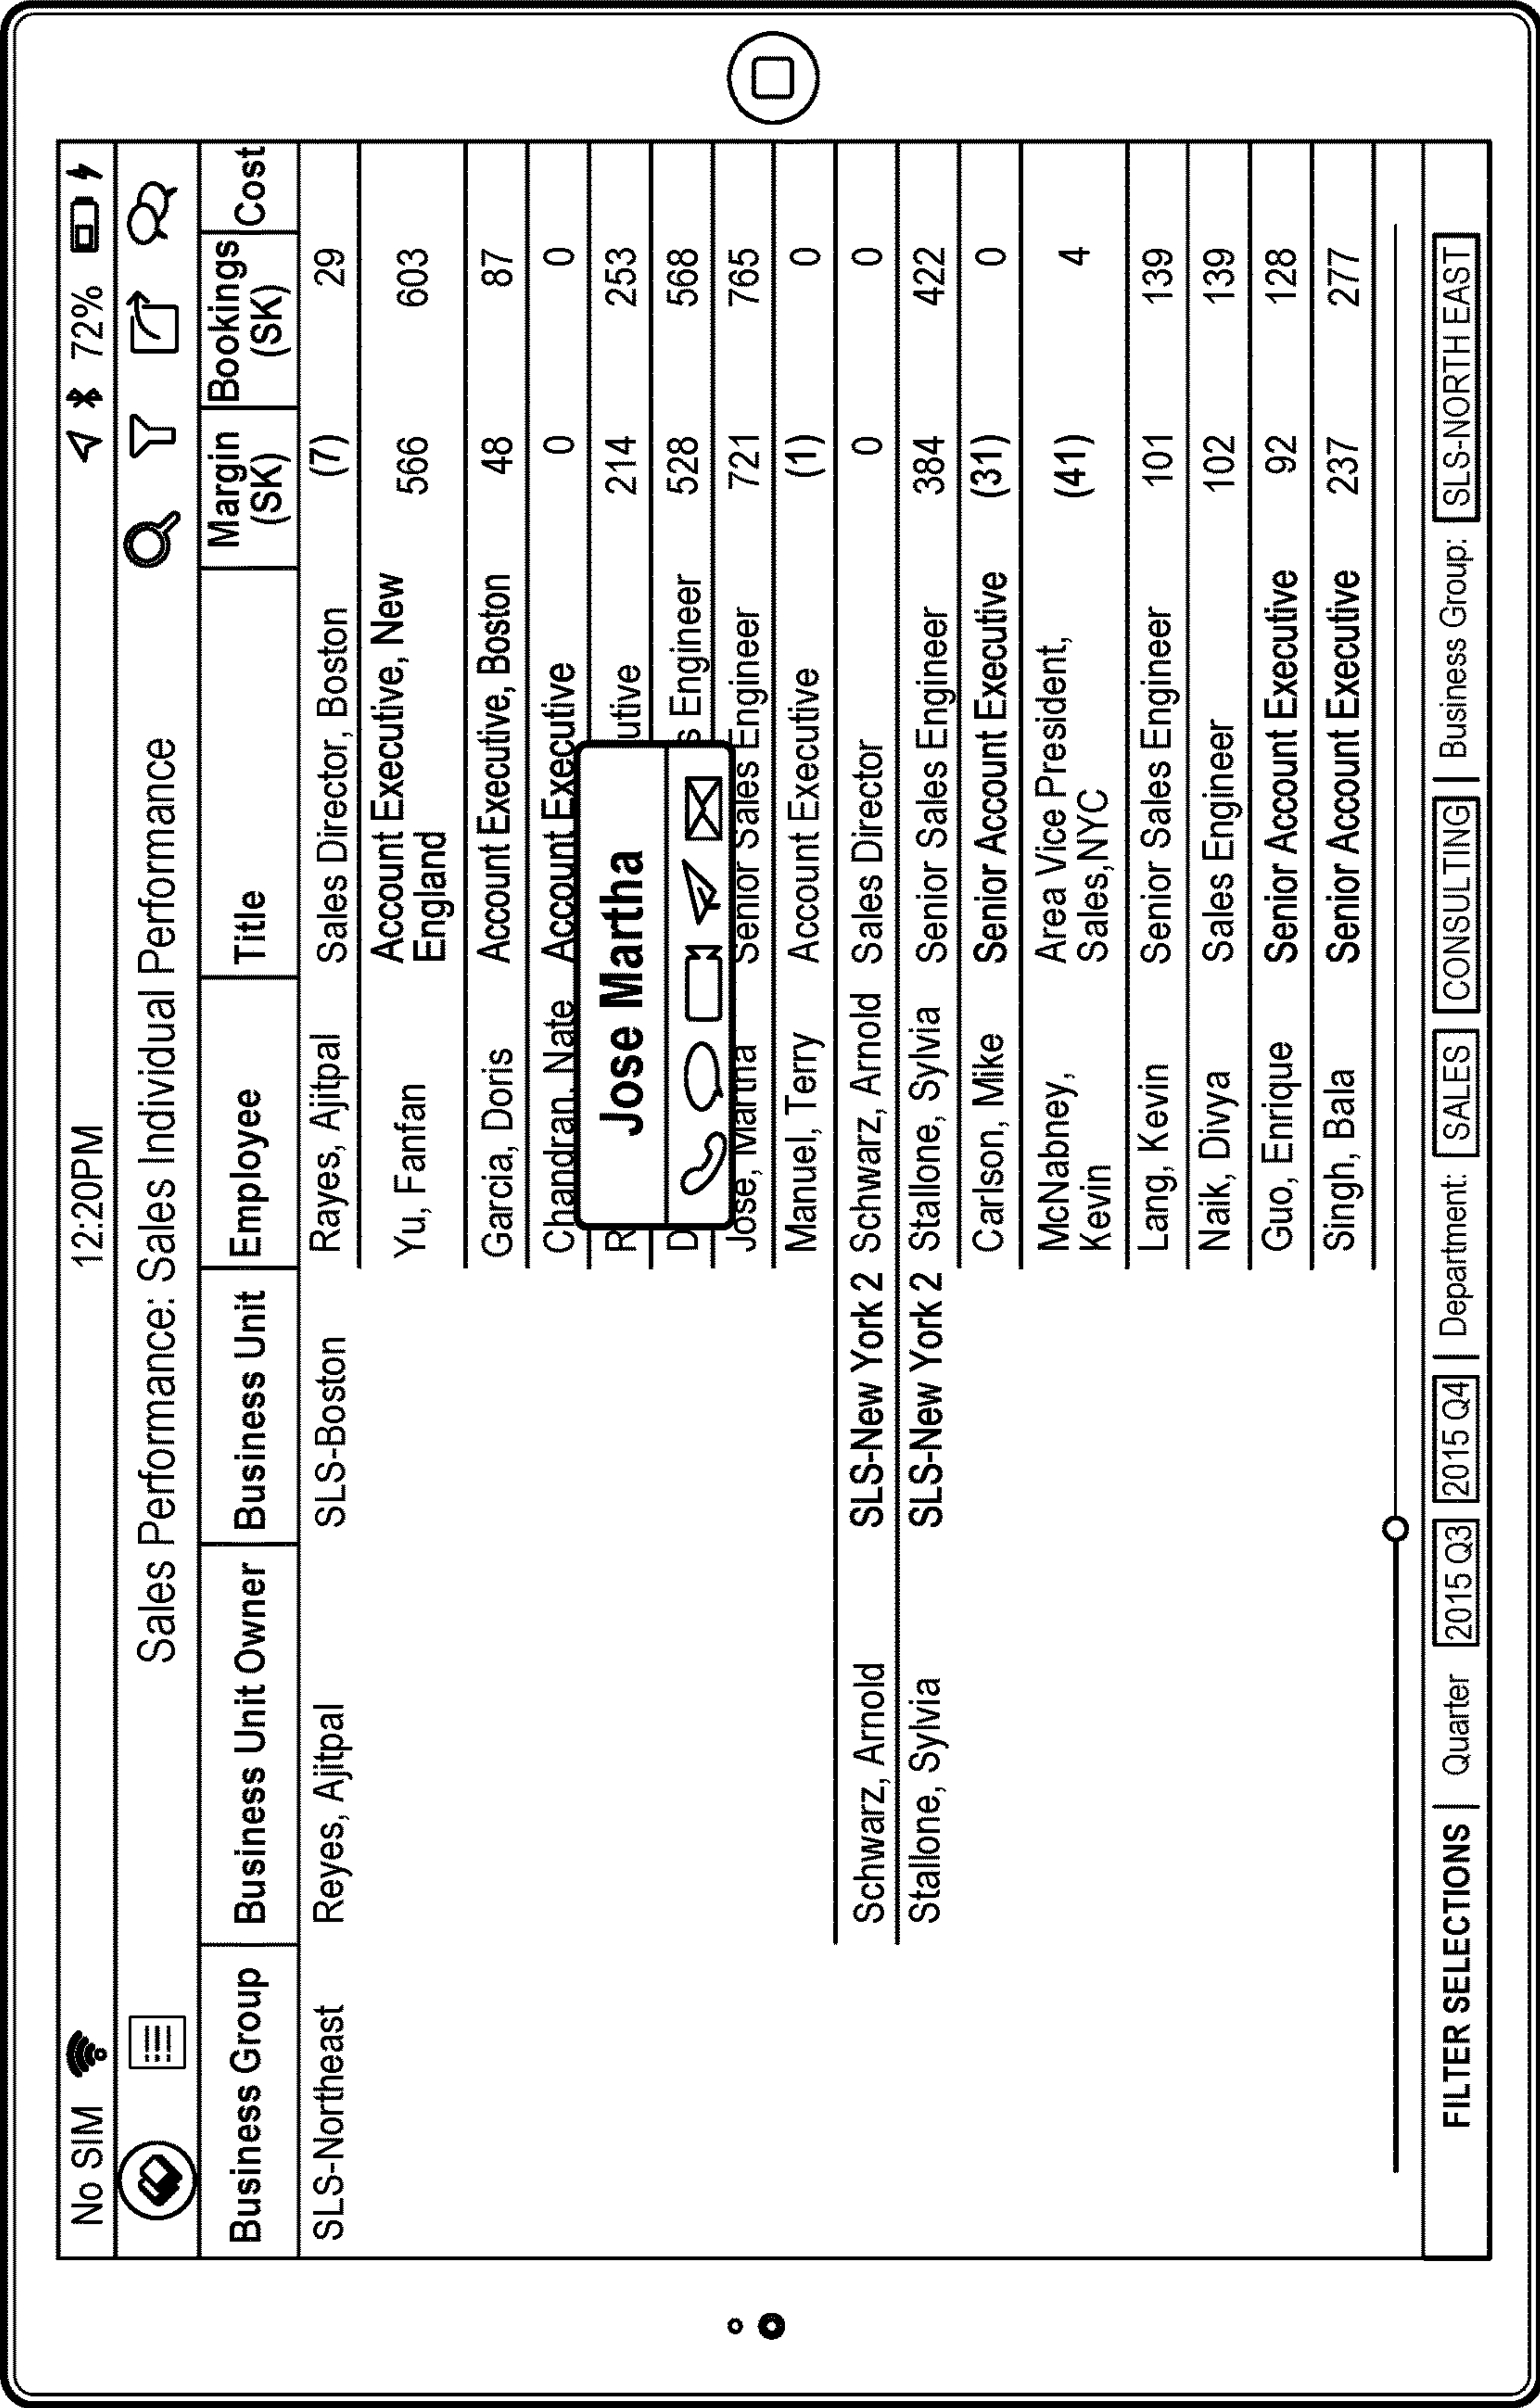 No SIM 12:20PM 72%
Sales Performance: Sales Individual Performance
Business Group Business Unit Owner Business Unit Employee Title Margin (SK) Bookings (SK) Cost
SLS-Northeast Reyes, Ajitpal SLS-Boston Rayes, Ajitpal Sales Director, Boston (7) 29
Yu, Fanfan Account Executive, New England 566 603
Garcia, Doris Account Executive, Boston 48 87
Chandran, Nate Account Executive 0 0
R utive 214 253
D s Engineer 528 568
Jose, Martha Senior Sales Engineer 721 765
Jose Martha
Manuel, Terry Account Executive (1) 0
Schwarz, Arnold SLS-New York 2 Schwarz, Arnold Sales Director 0 0
Stallone, Sylvia SLS-New York 2 Stallone, Sylvia Senior Sales Engineer 384 422
Carlson, Mike Senior Account Executive (31) 0
McNabney, Kevin Area Vice President, Sales,NYC (41) 4
Lang, Kevin Senior Sales Engineer 101 139
Naik, Divya Sales Engineer 102 139
Guo, Enrique Senior Account Executive 92 128
Singh, Bala Senior Account Executive 237 277
FILTER SELECTIONS | Quarter 2015 Q3 2015 Q4 | Department: SALES CONSULTING | Business Group: SLS-NORTH EAST